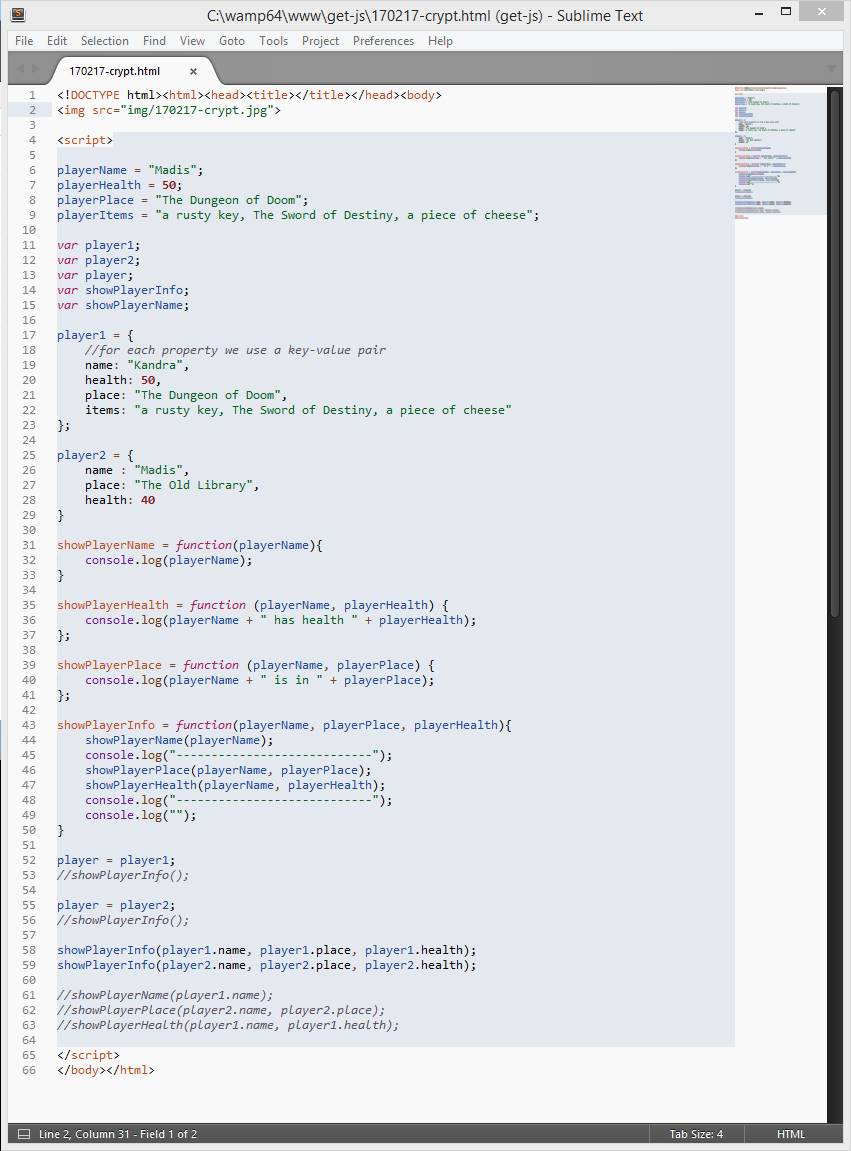 C:\wamp64\www\get-js\170217-crypt.html (get-js) - Sublime Text
File Edit Selection Find View Goto Tools Project Preferences Help
170217-crypt.html ×
1 <!DOCTYPE html><html><head><title></title></head><body>
2 <img src="img/170217-crypt.jpg">
3
4 <script>
5
6 playerName = "Madis";
7 playerHealth = 50;
8 playerPlace = "The Dungeon of Doom";
9 playerItems = "a rusty key, The Sword of Destiny, a piece of cheese";
10
11 var player1;
12 var player2;
13 var player;
14 var showPlayerInfo;
15 var showPlayerName;
16
17 player1 = {
18     //for each property we use a key-value pair
19     name: "Kandra",
20     health: 50,
21     place: "The Dungeon of Doom",
22     items: "a rusty key, The Sword of Destiny, a piece of cheese"
23 };
24
25 player2 = {
26     name : "Madis",
27     place: "The Old Library",
28     health: 40
29 }
30
31 showPlayerName = function(playerName){
32     console.log(playerName);
33 }
34
35 showPlayerHealth = function (playerName, playerHealth) {
36     console.log(playerName + " has health " + playerHealth);
37 };
38
39 showPlayerPlace = function (playerName, playerPlace) {
40     console.log(playerName + " is in " + playerPlace);
41 };
42
43 showPlayerInfo = function(playerName, playerPlace, playerHealth){
44     showPlayerName(playerName);
45     console.log("----------------------------");
46     showPlayerPlace(playerName, playerPlace);
47     showPlayerHealth(playerName, playerHealth);
48     console.log("----------------------------");
49     console.log("");
50 }
51
52 player = player1;
53 //showPlayerInfo();
54
55 player = player2;
56 //showPlayerInfo();
57
58 showPlayerInfo(player1.name, player1.place, player1.health);
59 showPlayerInfo(player2.name, player2.place, player2.health);
60
61 //showPlayerName(player1.name);
62 //showPlayerPlace(player2.name, player2.place);
63 //showPlayerHealth(player1.name, player1.health);
64
65 </script>
66 </body></html>
Line 2, Column 31 - Field 1 of 2 Tab Size: 4 HTML